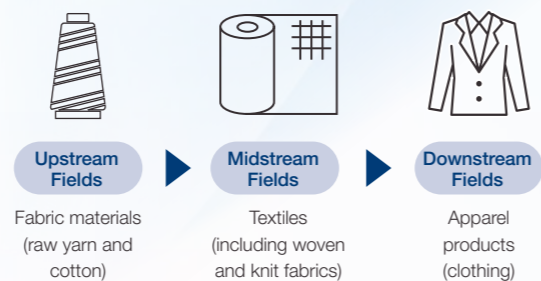 Upstream
Fields
Midstream
Fields
Downstream
Fields
Fabric materials
(raw yarn and
cotton)
Textiles
(including woven
and knit fabrics)
Apparel
products
(clothing)